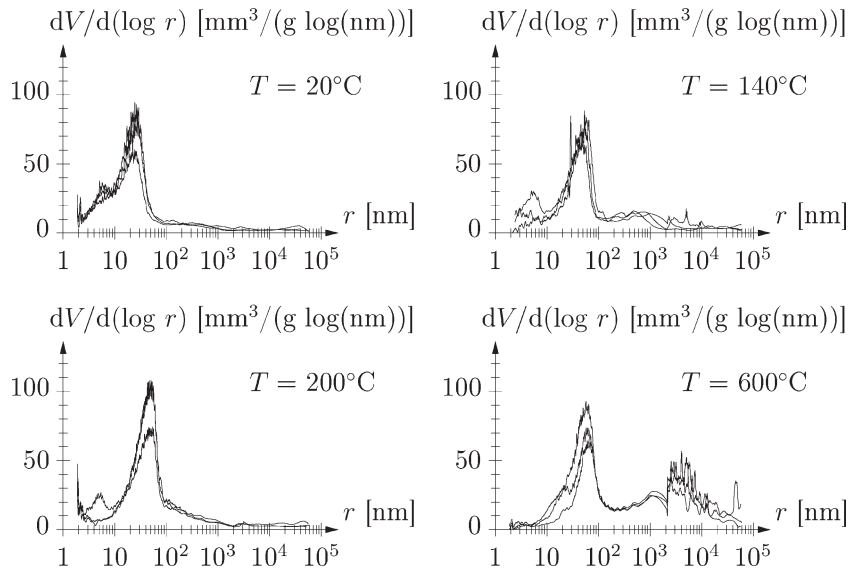 dV/d(log r) [mm³/(g log(nm))]
T = 20°C
100
50
0
r [nm]
1 10 10² 10³ 10⁴ 10⁵
dV/d(log r) [mm³/(g log(nm))]
T = 140°C
100
50
0
r [nm]
1 10 10² 10³ 10⁴ 10⁵
dV/d(log r) [mm³/(g log(nm))]
T = 200°C
100
50
0
r [nm]
1 10 10² 10³ 10⁴ 10⁵
dV/d(log r) [mm³/(g log(nm))]
T = 600°C
100
50
0
r [nm]
1 10 10² 10³ 10⁴ 10⁵